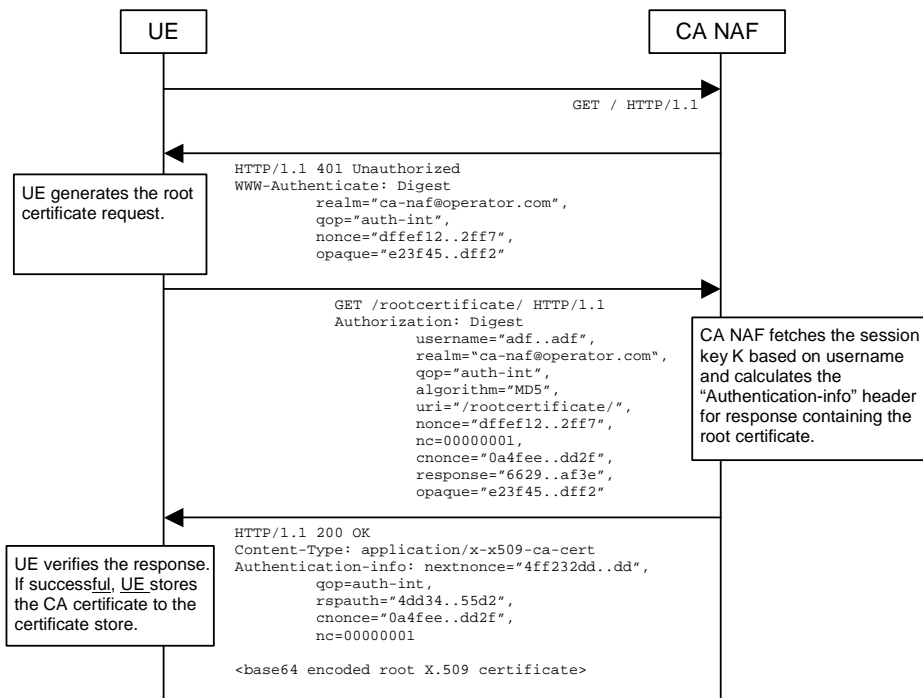 UE
CA NAF
GET / HTTP/1.1
HTTP/1.1 401 Unauthorized
WWW-Authenticate: Digest
realm="ca-naf@operator.com",
qop="auth-int",
nonce="dffef12..2ff7",
opaque="e23f45..dff2"
UE generates the root
certificate request.
GET /rootcertificate/ HTTP/1.1
Authorization: Digest
username="adf..adf",
realm=“ca-naf@operator.com“,
qop="auth-int",
algorithm="MD5",
uri="/rootcertificate/",
nonce="dffef12..2ff7",
nc=00000001,
cnonce="0a4fee..dd2f",
response="6629..af3e",
opaque="e23f45..dff2"
CA NAF fetches the session
key K based on username
and calculates the
“Authentication-info” header
for response containing the
root certificate.
HTTP/1.1 200 OK
Content-Type: application/x-x509-ca-cert
Authentication-info: nextnonce="4ff232dd..dd",
qop=auth-int,
rspauth="4dd34..55d2",
cnonce="0a4fee..dd2f",
nc=00000001
<base64 encoded root X.509 certificate>
UE verifies the response.
If successful, UE stores
the CA certificate to the
certificate store.